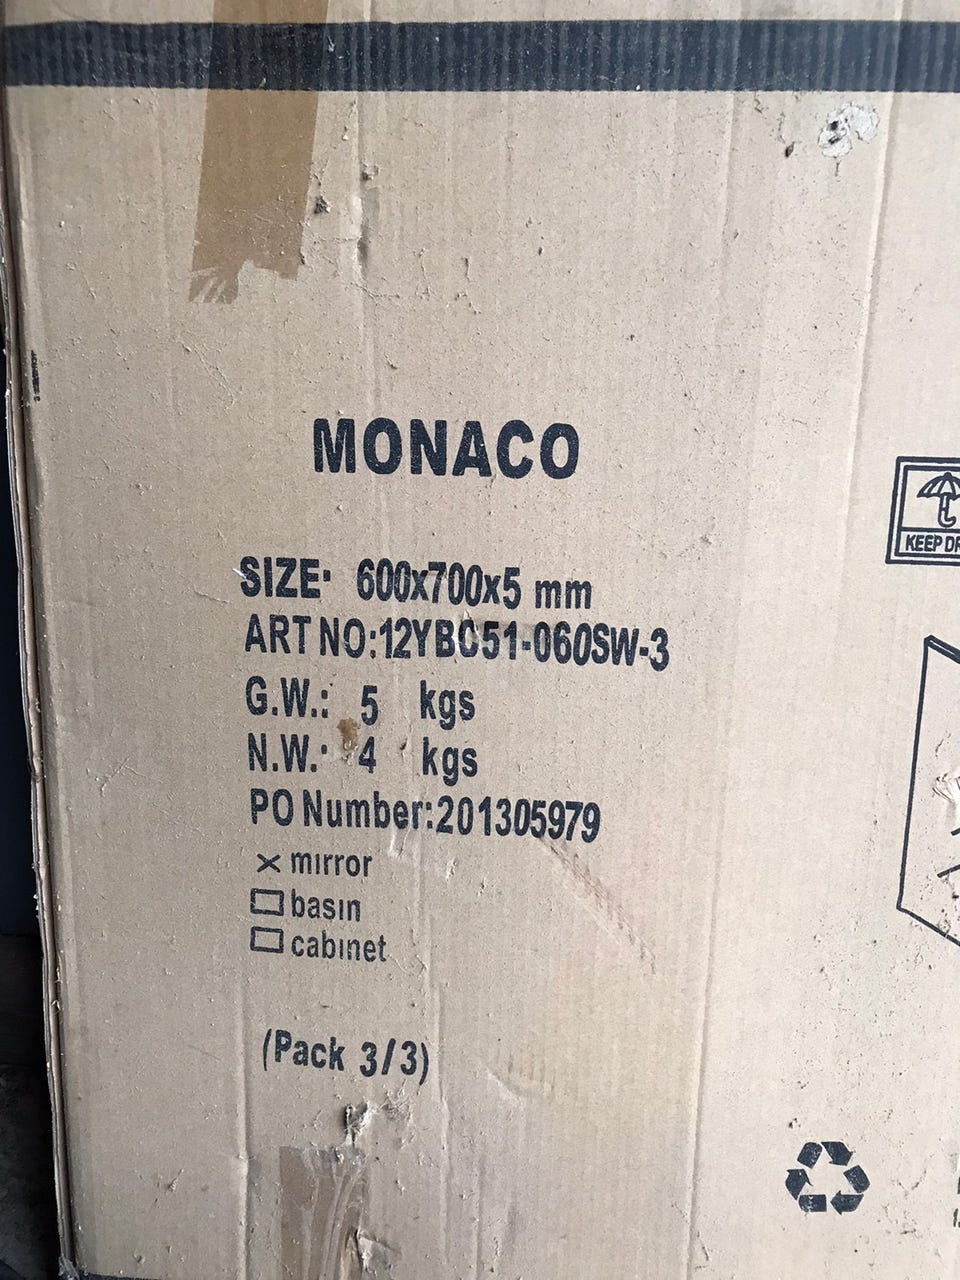 MONACO
SIZE: 600x700x5 mm
ART NO:12YBC51-060SW-3
G.W.: 5 kgs
N.W.: 4 kgs
PO Number:201305979
x mirror
basin
cabinet
(Pack 3/3)
KEEP